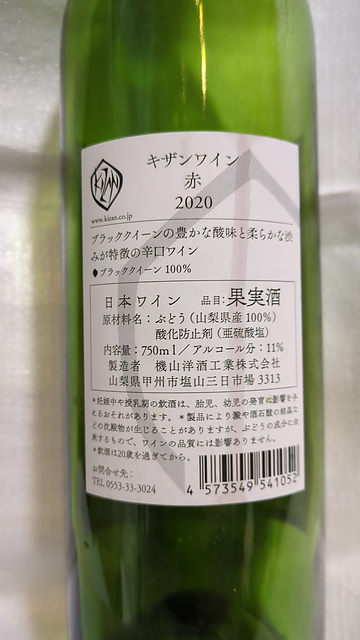 KIZAN
www.kizan.co.jp
キザンワイン
赤
2020
ブラッククイーンの豊かな酸味と柔らかな渋
みが特徴の辛口ワイン
●ブラッククイーン 100%
日本ワイン 品目:果実酒
原材料名:ぶどう(山梨県産100%)
酸化防止剤(亜硫酸塩)
内容量:750ml/アルコール分:11%
製造者 機山洋酒工業株式会社
山梨県甲州市塩山三日市場 3313
*妊娠中や授乳期の飲酒は、胎児、幼児の発育に影響を与
えるおそれがあります。*製品により澱や酒石酸の結晶な
どの沈殿物が生じることがありますが、ぶどうの成分に由
来するもので、ワインの品質には影響ありません。
*飲酒は20歳を過ぎてから。
お問合せ先:
TEL 0553-33-3024
4 573549 541052